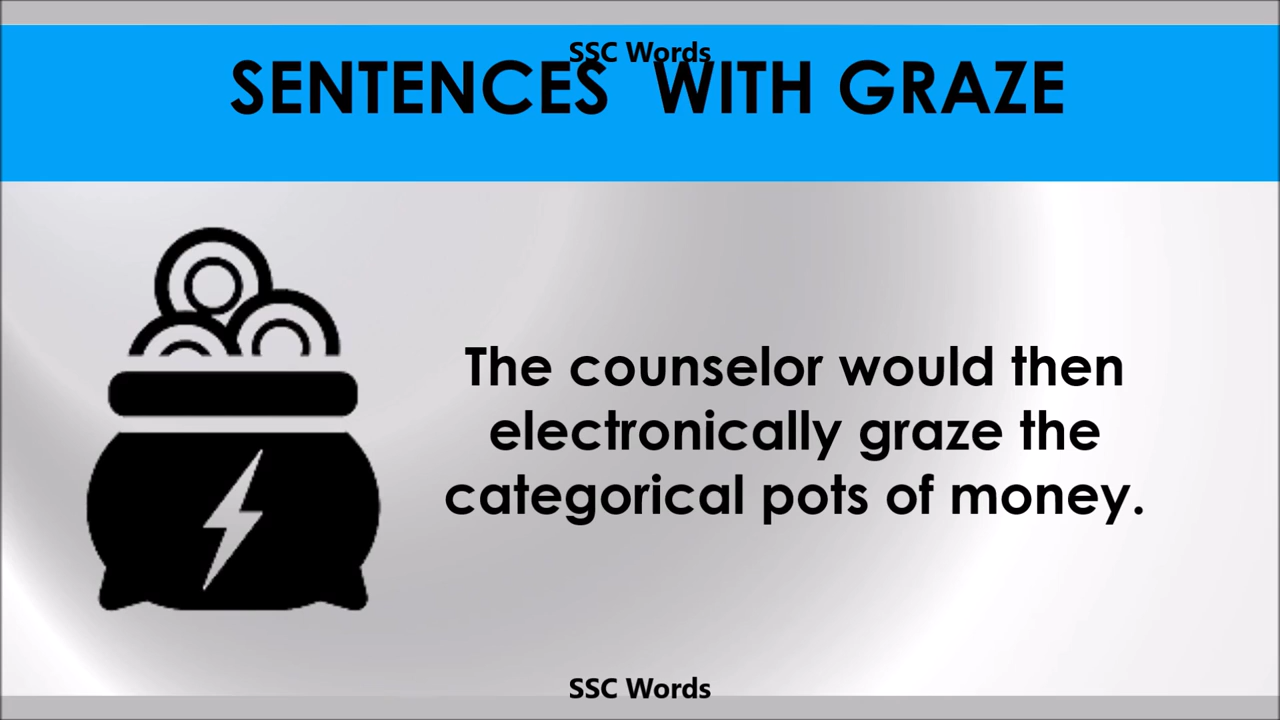 SSC Words
SENTENCES WITH GRAZE
The counselor would then
electronically graze the
categorical pots of money.
SSC Words